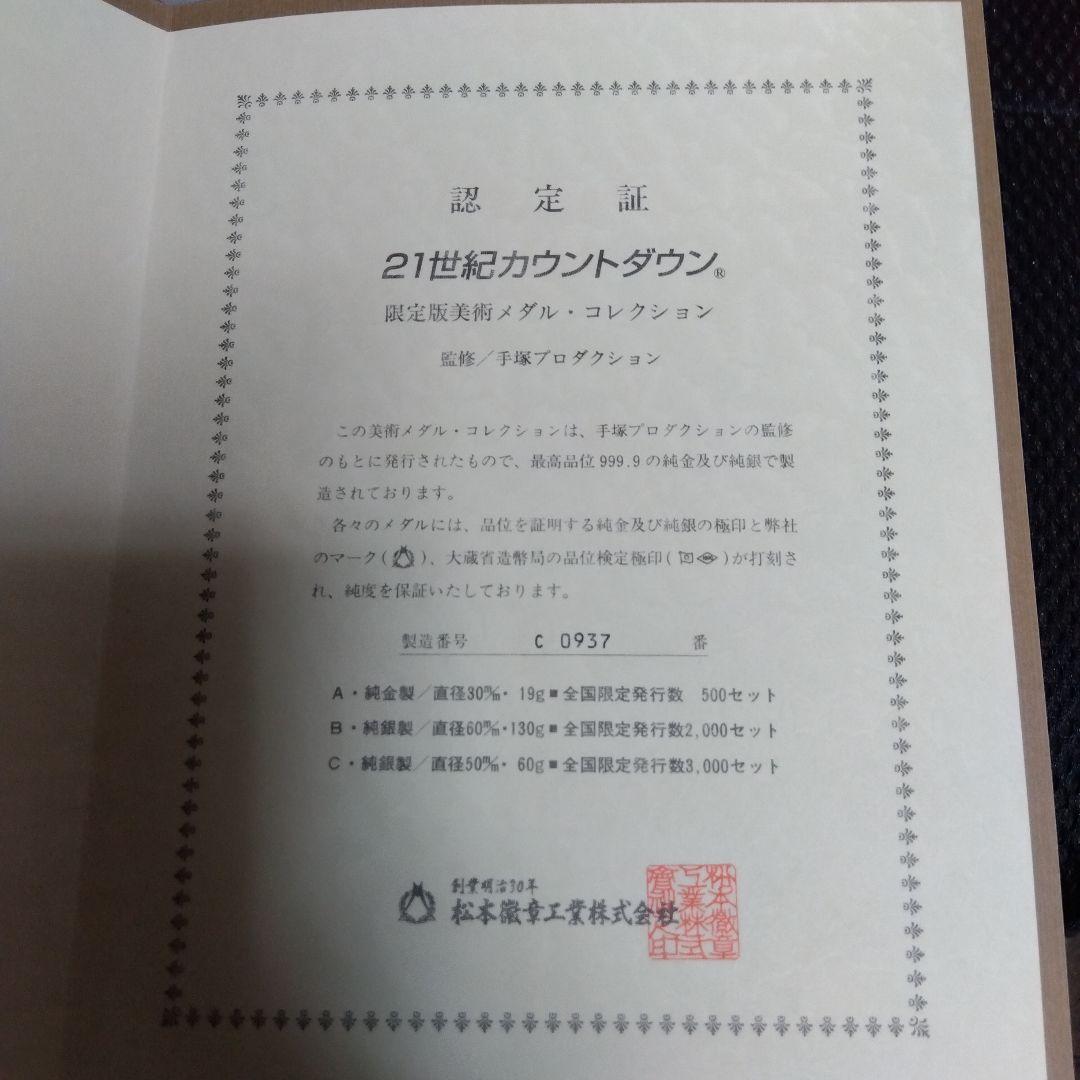 認定証
21世紀カウントダウン®
限定版美術メダル・コレクション
監修／手塚プロダクション
この美術メダル・コレクションは、手塚プロダクションの監修
のもとに発行されたもので、最高品位999.9の純金及び純銀で製
造されております。
各々のメダルには、品位を証明する純金及び純銀の極印と弊社
のマーク( )、大蔵省造幣局の品位検定極印( )が打刻さ
れ、純度を保証いたしております。
製造番号 C 0937 番
A・純金製／直径30m/m・ 19g■全国限定発行数 500セット
B・純銀製／直径60m/m・130g■全国限定発行数2,000セット
C・純銀製／直径50m/m・ 60g■全国限定発行数3,000セット
創業明治30年
松本徽章工業株式会社